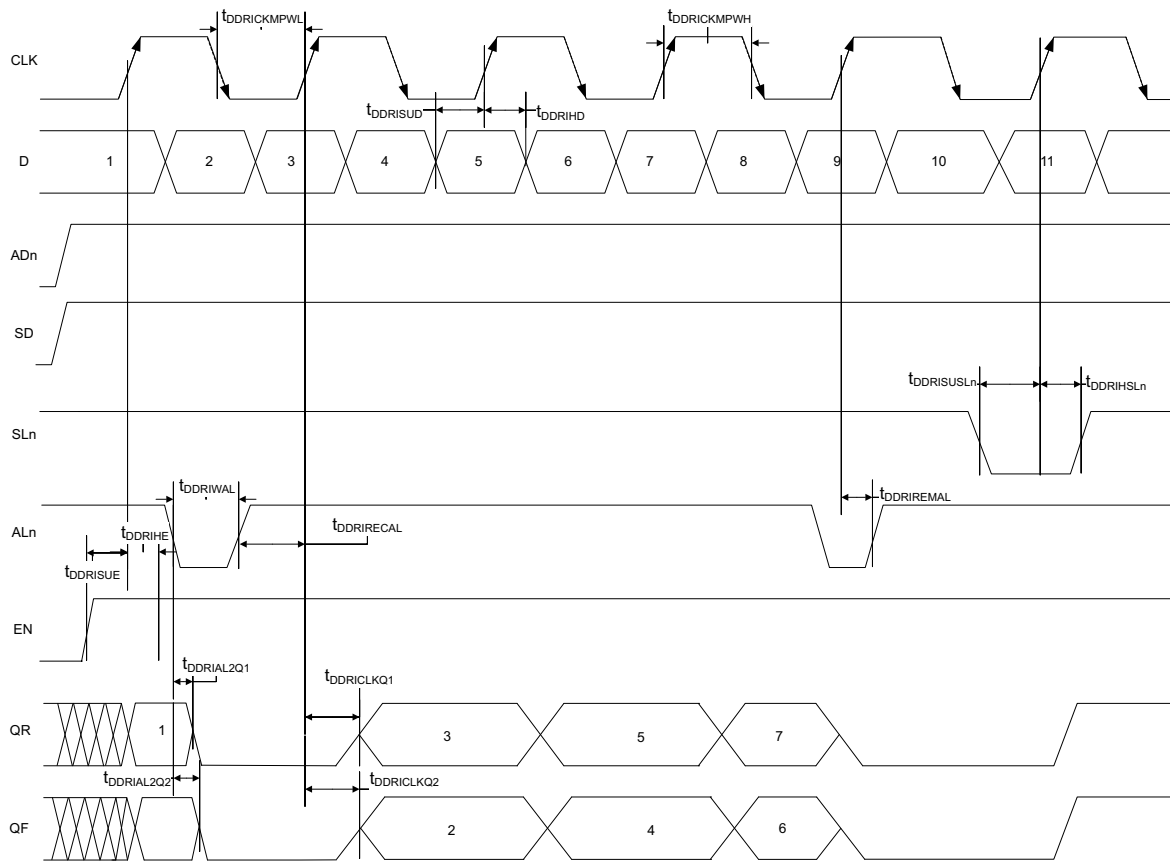 tDDRICKMPWL
tDDRICKMPWH
CLK
tDDRISUD
tDDRIHD
D 1 2 3 4 5 6 7 8 9 10 11
ADn
SD
tDDRISUSLn
tDDRIHSLn
SLn
tDDRIWAL
tDDRIREMAL
ALn
tDDRIHE
tDDRIRECAL
tDDRISUE
EN
tDDRIAL2Q1
tDDRICLKQ1
QR 1 3 5 7
tDDRIAL2Q2
tDDRICLKQ2
QF 2 4 6